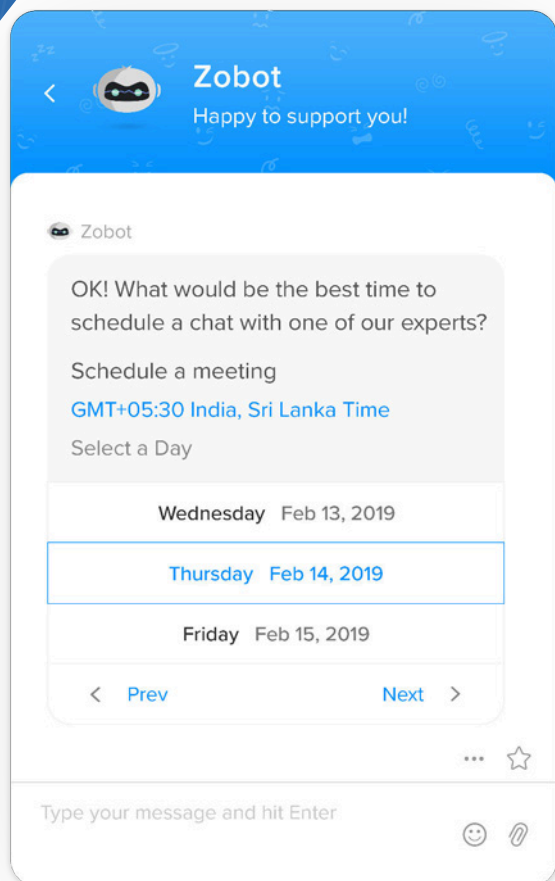 Zobot
Happy to support you!
Zobot
OK! What would be the best time to
schedule a chat with one of our experts?
Schedule a meeting
GMT+05:30 India, Sri Lanka Time
Select a Day
Wednesday Feb 13, 2019
Thursday Feb 14, 2019
Friday Feb 15, 2019
< Prev Next >
Type your message and hit Enter